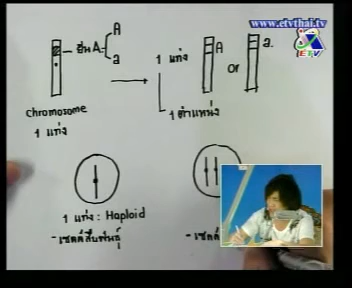 www.etvthai.tv
ETV
ยีน A
A
a
1 แท่ง
A
or
a.
1 ตำแหน่ง
chromosome
1 แท่ง
1 แท่ง : Haploid
- เซลล์สืบพันธุ์
- เซลล์